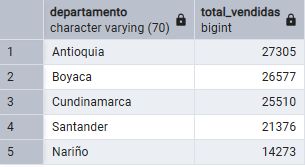 departamento total_vendidas
character varying (70) bigint
1 Antioquia 27305
2 Boyaca 26577
3 Cundinamarca 25510
4 Santander 21376
5 Nariño 14273